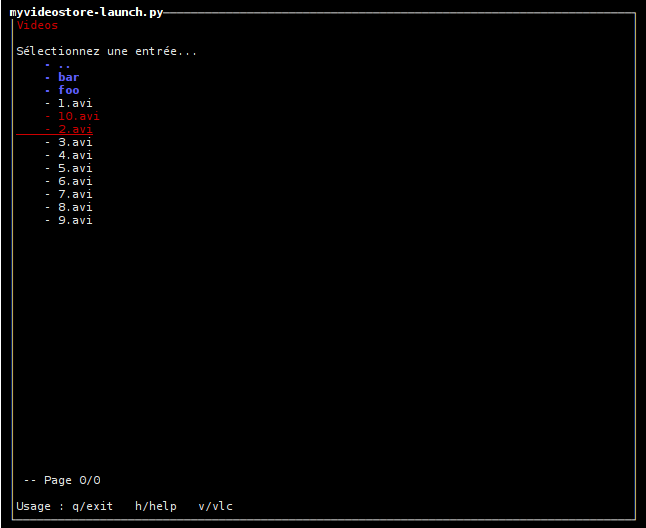 myvideostore-launch.py
Videos
Sélectionnez une entrée...
- ..
- bar
- foo
- 1.avi
- 10.avi
- 2.avi
- 3.avi
- 4.avi
- 5.avi
- 6.avi
- 7.avi
- 8.avi
- 9.avi
-- Page 0/0
Usage : q/exit h/help v/vlc